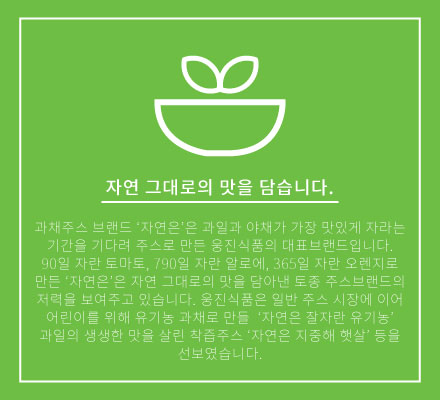 자연 그대로의 맛을 담습니다.
과채주스 브랜드 ‘자연은’은 과일과 야채가 가장 맛있게 자라는
기간을 기다려 주스로 만든 웅진식품의 대표브랜드입니다.
90일 자란 토마토, 790일 자란 알로에, 365일 자란 오렌지로
만든 ‘자연은’은 자연 그대로의 맛을 담아낸 토종 주스브랜드의
저력을 보여주고 있습니다. 웅진식품은 일반 주스 시장에 이어
어린이를 위해 유기농 과채로 만들 ‘자연은 잘자란 유기농’
과일의 생생한 맛을 살린 착즙주스 ‘자연은 지중해 햇살’ 등을
선보였습니다.